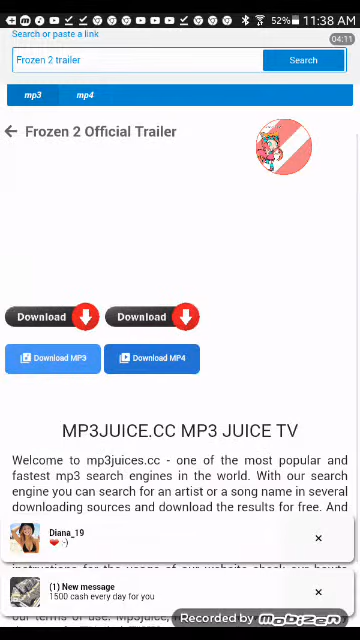 52% 11:38 AM
Search or paste a link
04:11
Frozen 2 trailer
Search
mp3 mp4
Frozen 2 Official Trailer
Download Download
Download MP3 Download MP4
MP3JUICE.CC MP3 JUICE TV
Welcome to mp3juices.cc - one of the most popular and
fastest mp3 search engines in the world. With our search
engine you can search for an artist or a song name in several
downloading sources and download the results for free. And
Diana_19
❤ :-)
(1) New message
1500 cash every day for you
Recorded by mobizen